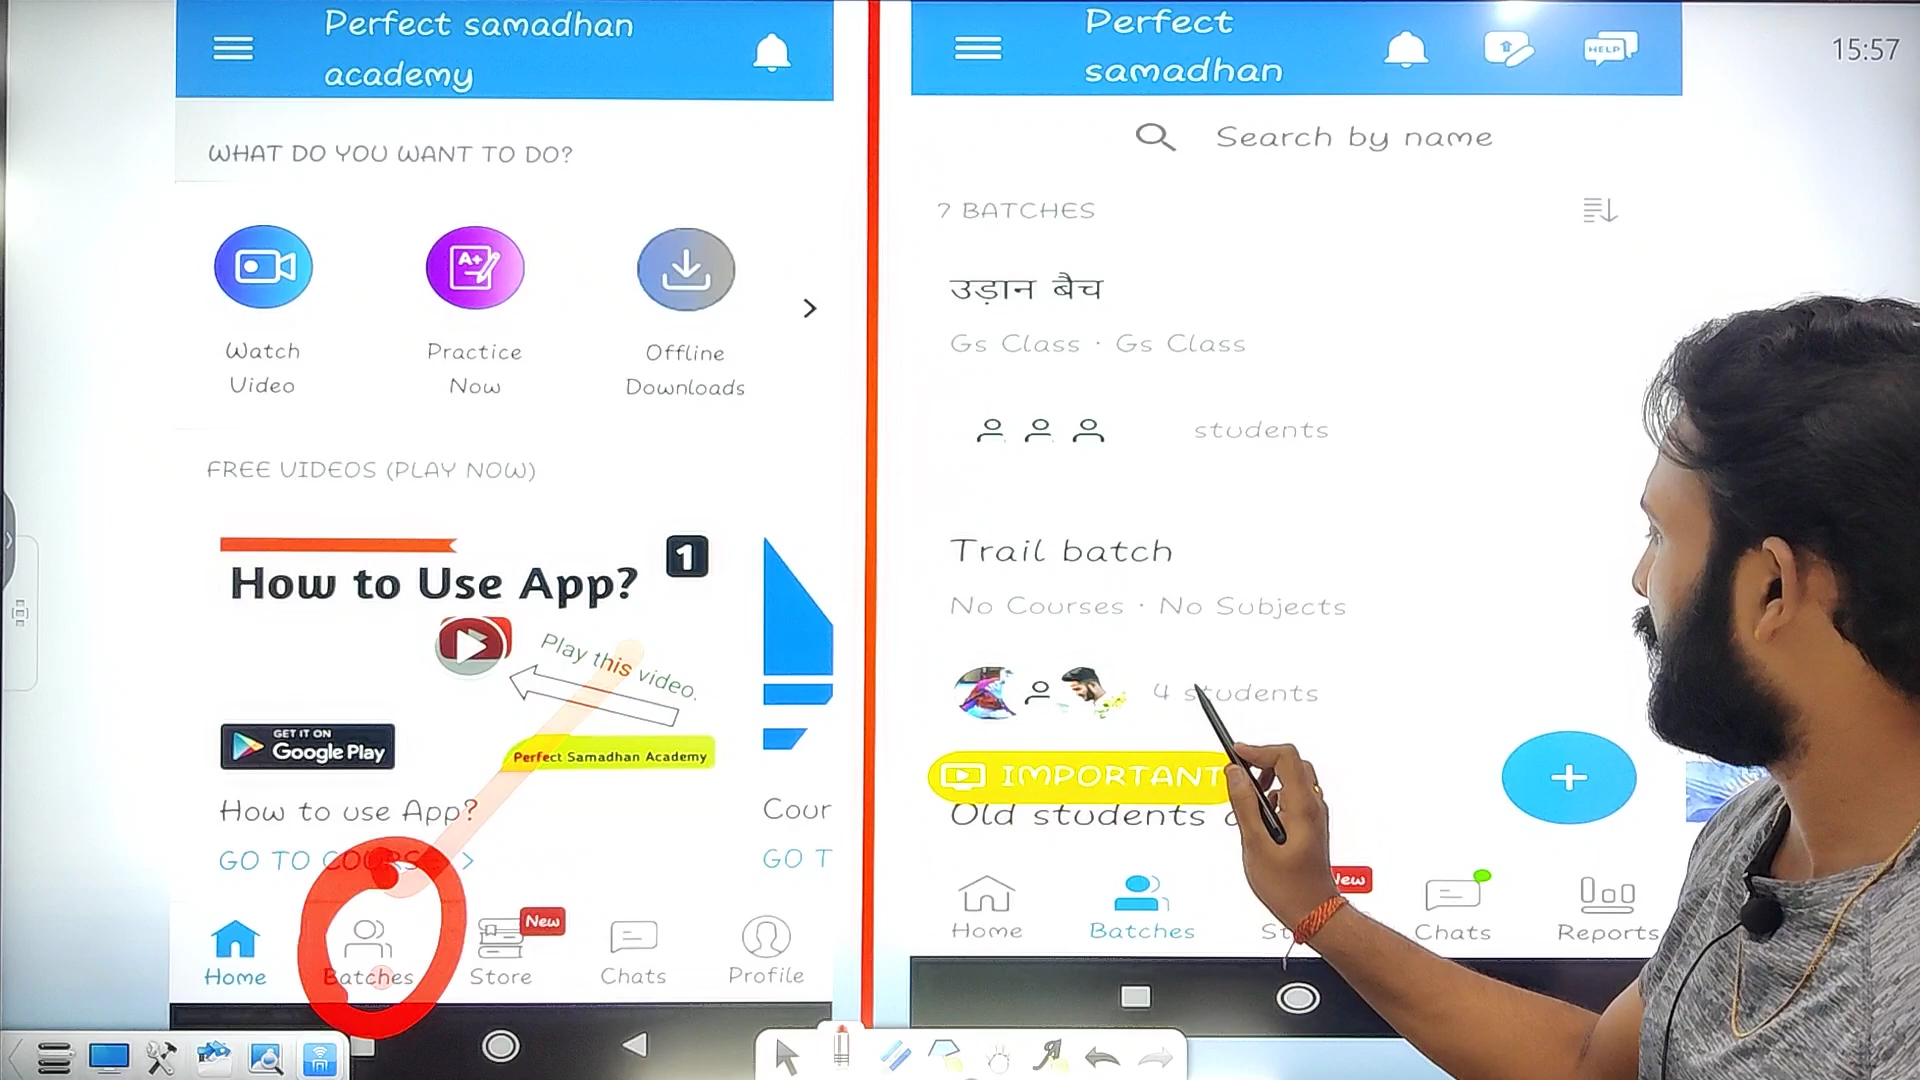 Perfect samadhan
academy
WHAT DO YOU WANT TO DO?
Watch
Video
A+
Practice
Now
Offline
Downloads
FREE VIDEOS (PLAY NOW)
How to Use App?
1
Play this video.
GET IT ON
Google Play
Perfect Samadhan Academy
How to use App?
GO TO COURSE
Cour
GO T
Home
Batches
New
Store
Chats
Profile
Perfect
samadhan
HELP
15:57
Search by name
7 BATCHES
उड़ान बैच
Gs Class · Gs Class
students
Trail batch
No Courses · No Subjects
4 students
IMPORTANT
Old students
Home
Batches
New
St
Chats
Reports